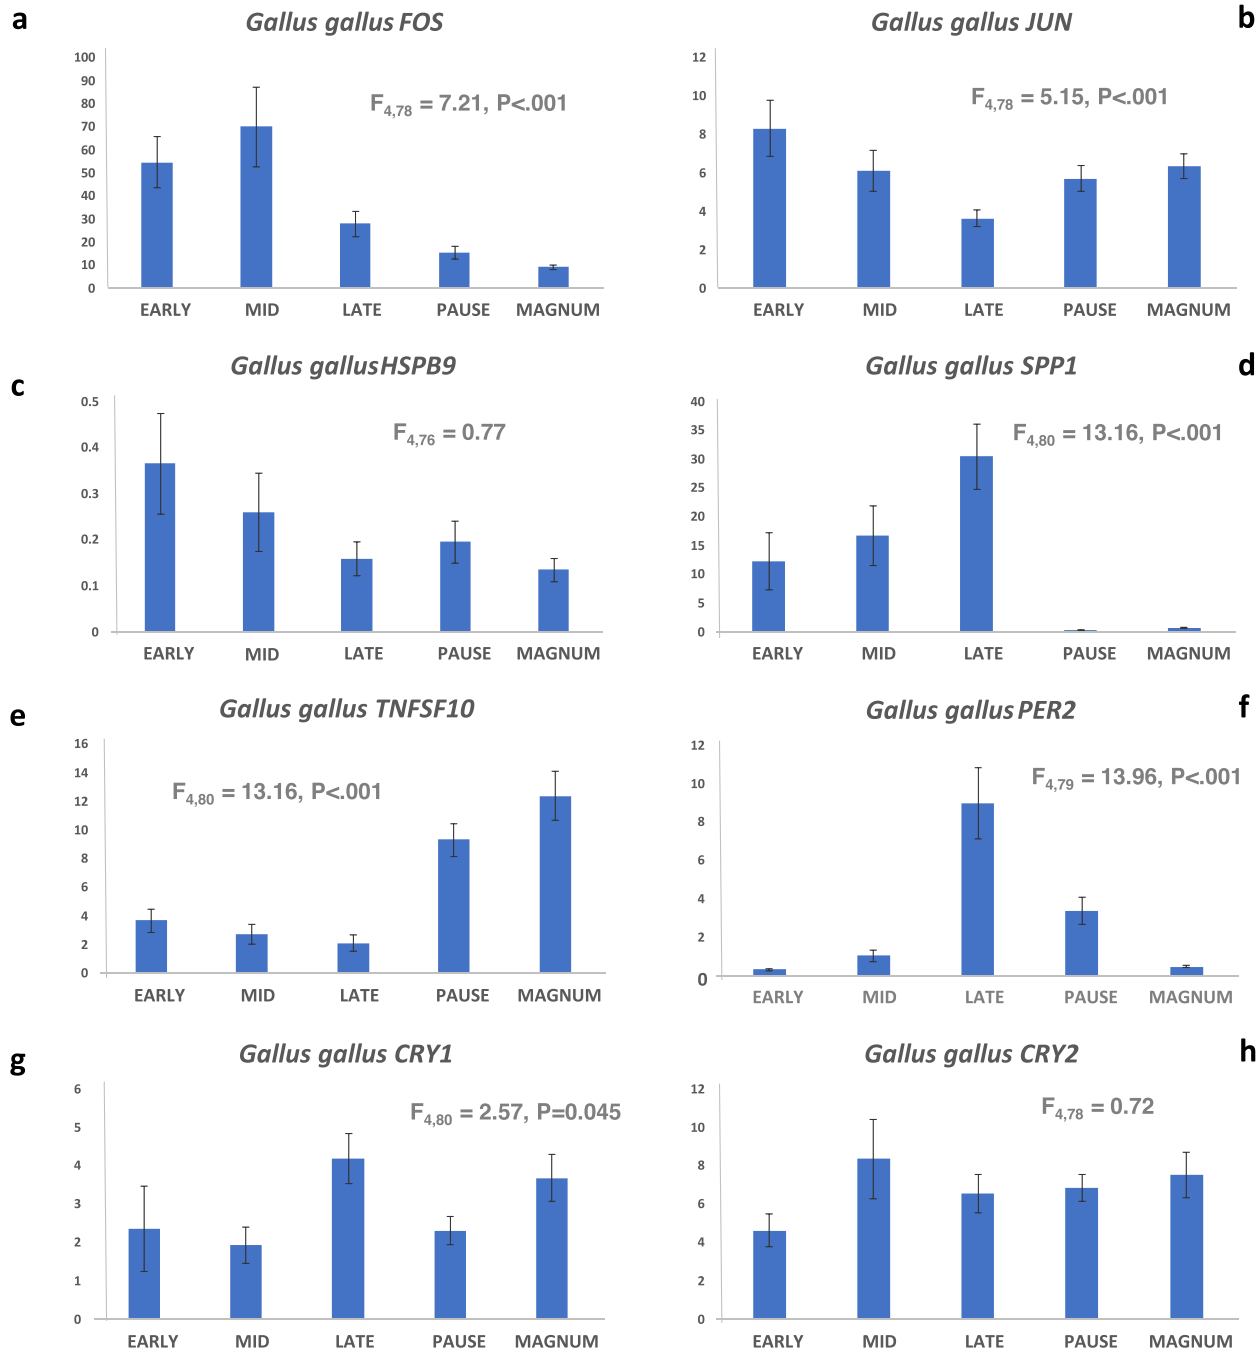 a
Gallus gallus FOS
F4,78 = 7.21, P<.001
100
90
80
70
60
50
40
30
20
10
0
EARLY MID LATE PAUSE MAGNUM
b
Gallus gallus JUN
F4,78 = 5.15, P<.001
12
10
8
6
4
2
0
EARLY MID LATE PAUSE MAGNUM
c
Gallus gallus HSPB9
F4,76 = 0.77
0.5
0.4
0.3
0.2
0.1
0
EARLY MID LATE PAUSE MAGNUM
d
Gallus gallus SPP1
F4,80 = 13.16, P<.001
40
35
30
25
20
15
10
5
0
EARLY MID LATE PAUSE MAGNUM
e
Gallus gallus TNFSF10
F4,80 = 13.16, P<.001
16
14
12
10
8
6
4
2
0
EARLY MID LATE PAUSE MAGNUM
f
Gallus gallus PER2
F4,79 = 13.96, P<.001
12
10
8
6
4
2
0
EARLY MID LATE PAUSE MAGNUM
g
Gallus gallus CRY1
F4,80 = 2.57, P=0.045
6
5
4
3
2
1
0
EARLY MID LATE PAUSE MAGNUM
h
Gallus gallus CRY2
F4,78 = 0.72
12
10
8
6
4
2
0
EARLY MID LATE PAUSE MAGNUM